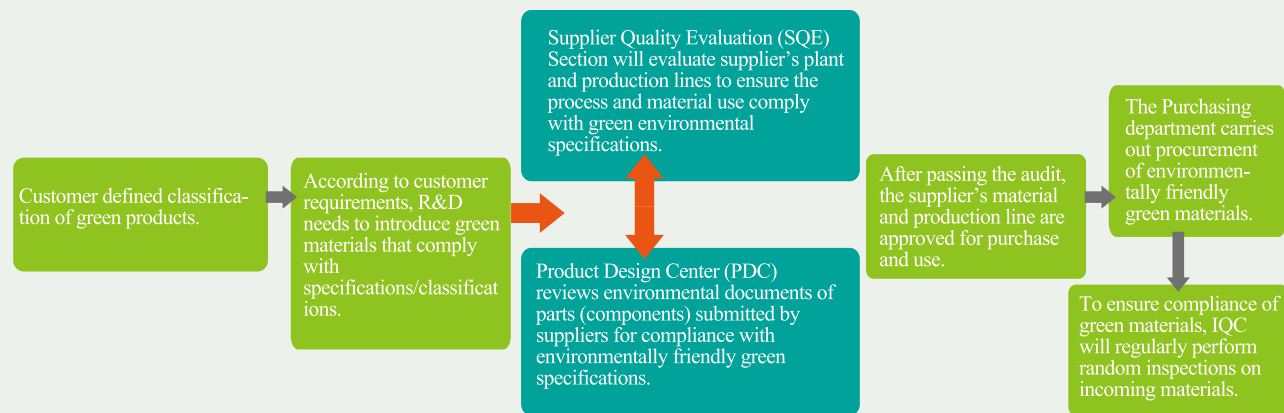 Customer defined classifica-
tion of green products.
According to customer
requirements, R&D
needs to introduce green
materials that comply
with
specifications/classificat
ions.
Supplier Quality Evaluation (SQE)
Section will evaluate supplier’s plant
and production lines to ensure the
process and material use comply
with green environmental
specifications.
Product Design Center (PDC)
reviews environmental documents of
parts (components) submitted by
suppliers for compliance with
environmentally friendly green
specifications.
After passing the audit,
the supplier’s material
and production line are
approved for purchase
and use.
The Purchasing
department carries
out procurement
of environmen-
tally friendly
green materials.
To ensure compliance of
green materials, IQC
will regularly perform
random inspections on
incoming materials.